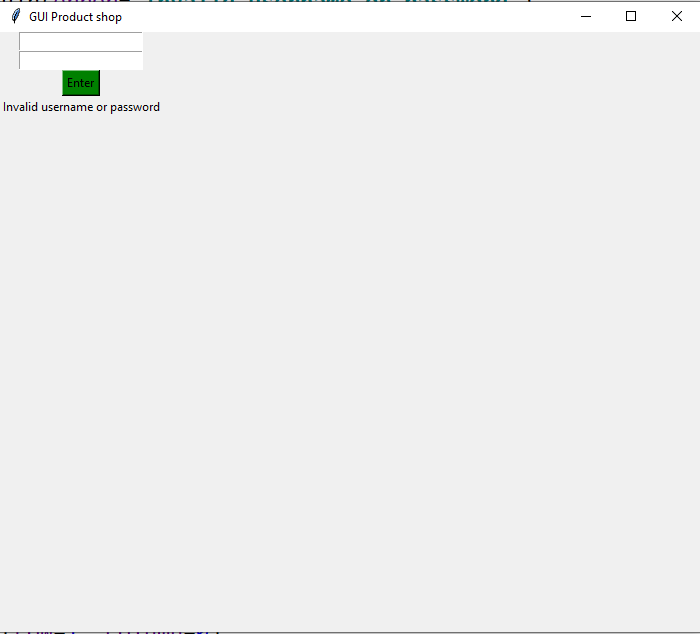 GUI Product shop
Enter
Invalid username or password